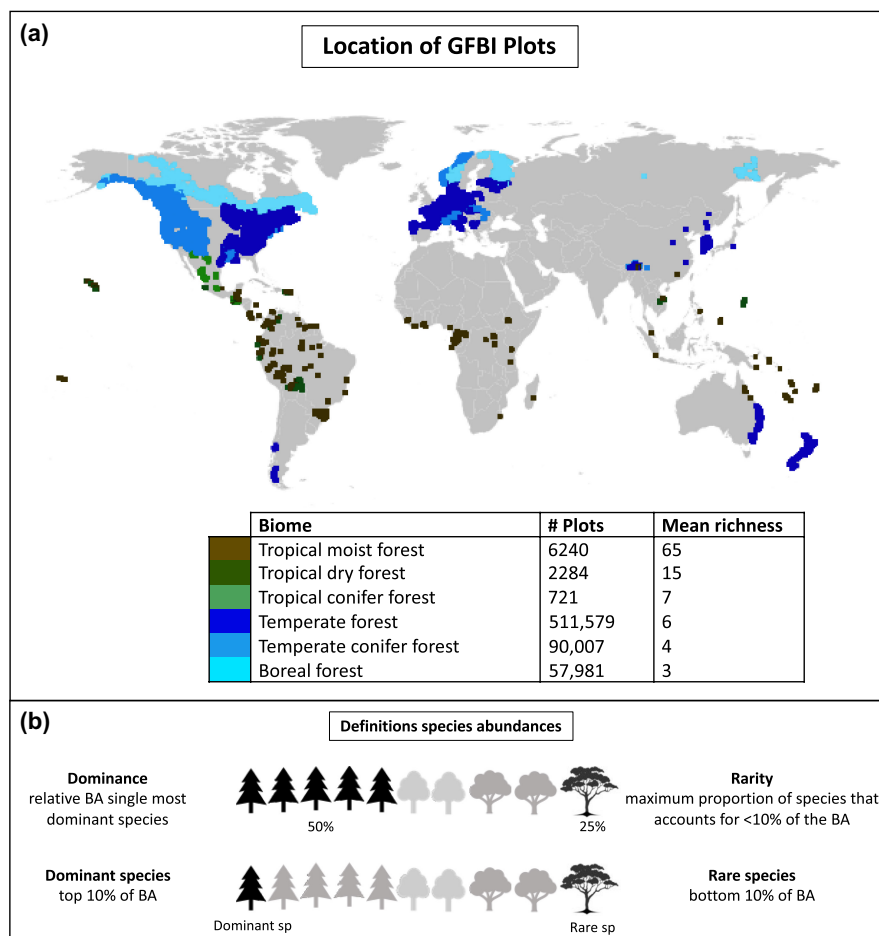 (a)
Location of GFBI Plots
Biome # Plots Mean richness
Tropical moist forest 6240 65
Tropical dry forest 2284 15
Tropical conifer forest 721 7
Temperate forest 511,579 6
Temperate conifer forest 90,007 4
Boreal forest 57,981 3
(b)
Definitions species abundances
Dominance
relative BA single most
dominant species
50%
25%
Rarity
maximum proportion of species that
accounts for <10% of the BA
Dominant species
top 10% of BA
Dominant sp
Rare sp
Rare species
bottom 10% of BA